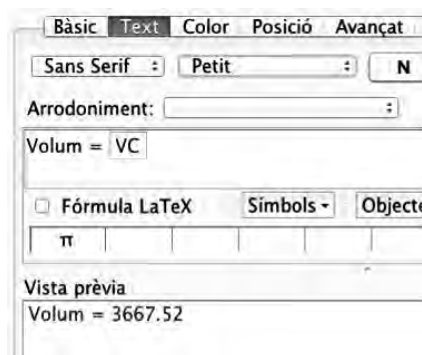 Bàsic Text Color Posició Avançat
Sans Serif Petit N
Arrodoniment:
Volum = VC
Fórmula LaTeX Símbols Objecte
π
Vista prèvia
Volum = 3667.52